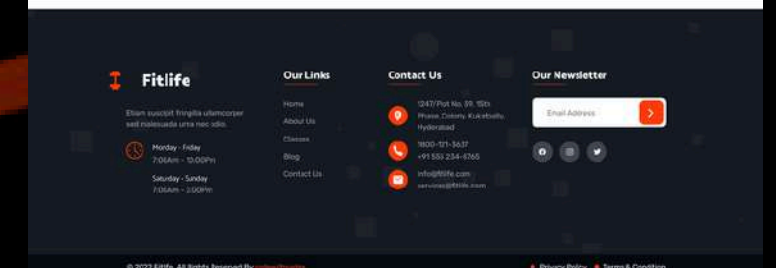 Fitlife
Etiam suscipit fringilla ullamcorper
sed malesuada urna nec odio.
Monday - Friday
7:00Am - 10:00Pm
Saturday - Sunday
7:00Am - 2:00Pm
Our Links
Home
About Us
Classes
Blog
Contact Us
Contact Us
1247/Plot No. 39, 15th
Phase, Colony, Kukatpally,
Hyderabad
1800-121-3637
+91 555 234-8765
info@fitlife.com
services@fitlife.com
Our Newsletter
Email Address
© 2022 Fitlife. All Rights Reserved By
Privacy Policy
Terms & Condition